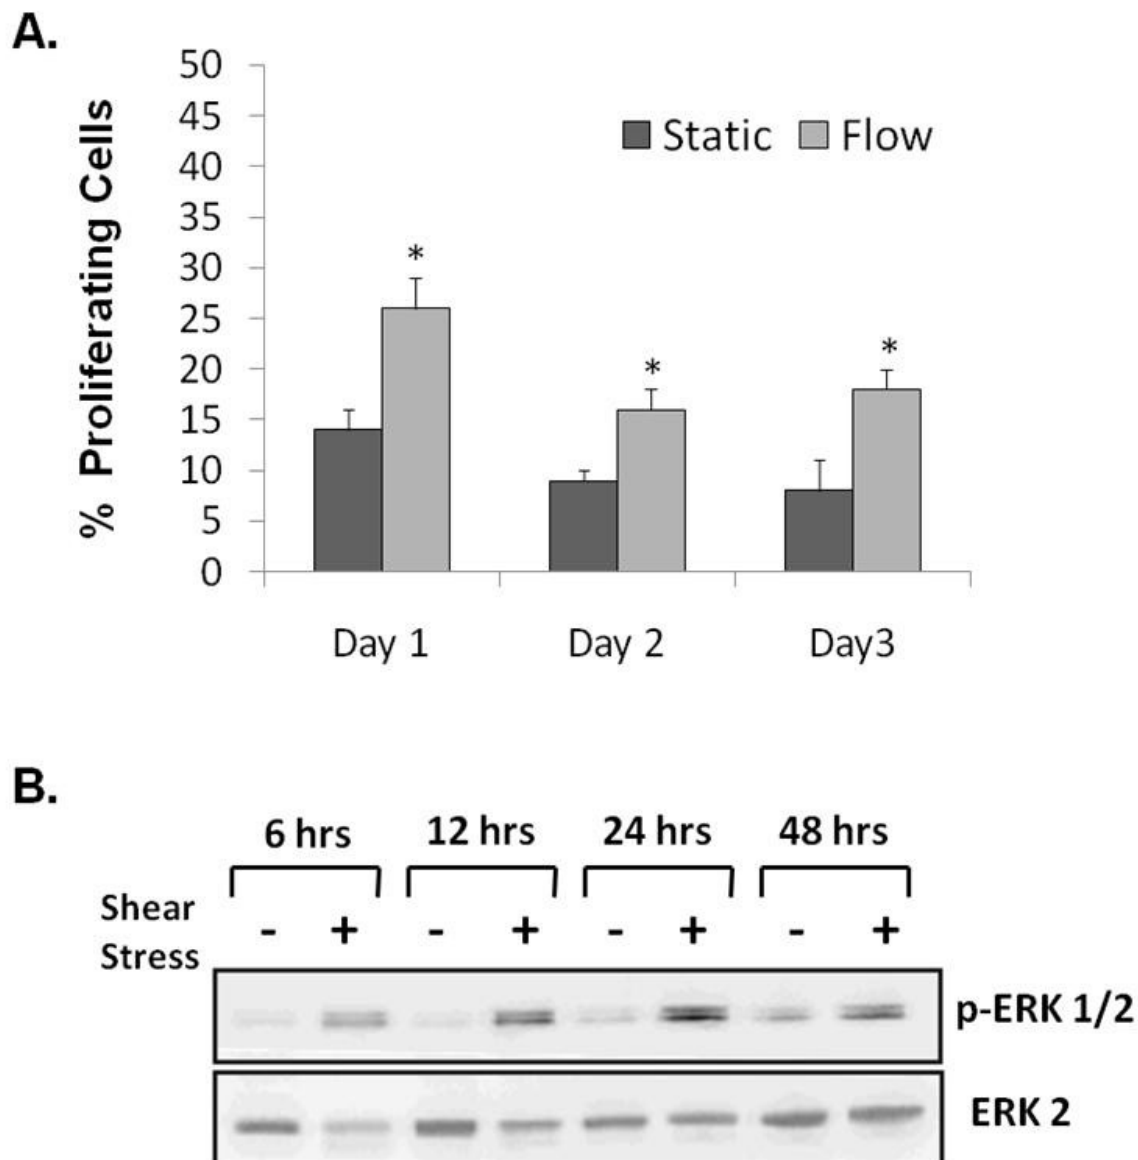 A.
% Proliferating Cells
50
45
40
35
30
25
20
15
10
5
0
Static Flow
* * *
Day 1 Day 2 Day3
B.
6 hrs 12 hrs 24 hrs 48 hrs
Shear
Stress
- + - + - + - +
p-ERK 1/2
ERK 2